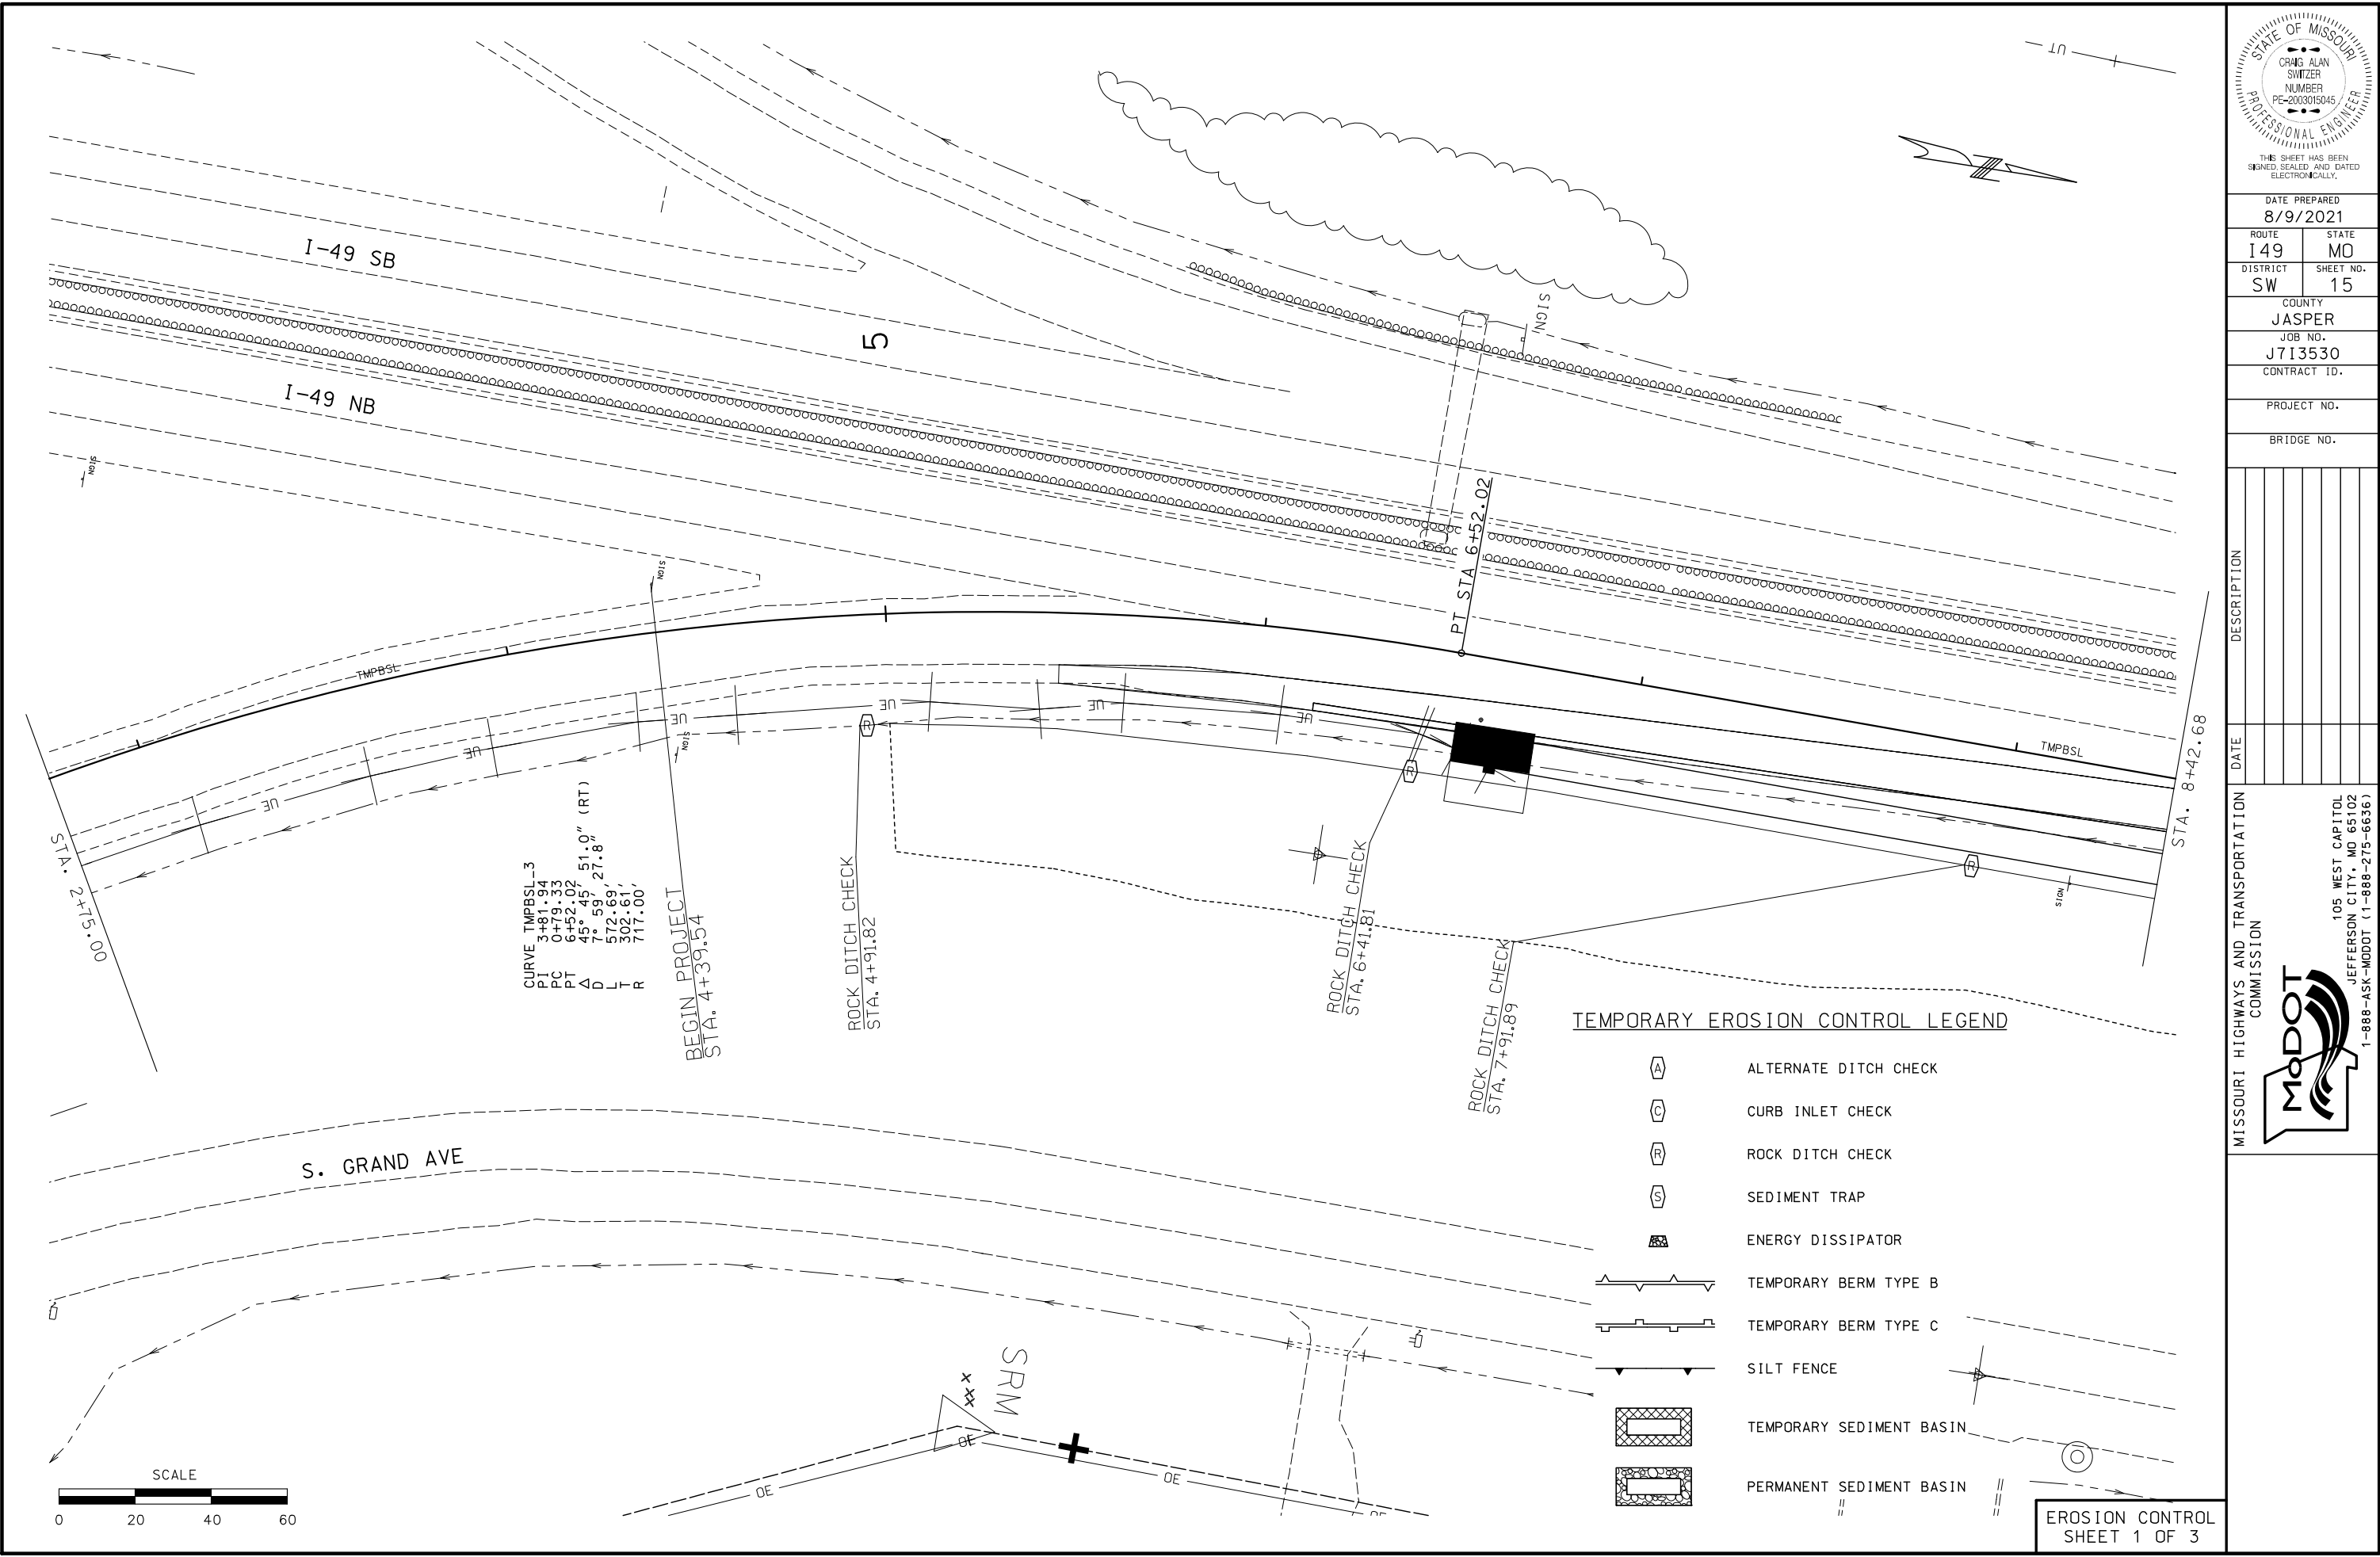 UT
I-49 SB
5
I-49 NB
SIGN
SIGN
SIGN
PT STA 6+52.02
TMPBSL
UE
UE
UE
UE
UE
UE
SIGN
R
R
R
TMPBSL
SIGN
STA. 2+75.00
STA. 8+42.68
CURVE TMPBSL_3
PI 3+81.94
PC 0+79.33
PT 6+52.02
Δ 45° 45' 51.0" (RT)
D 7° 59' 27.8"
L 572.69'
T 302.61'
R 717.00'
BEGIN PROJECT
STA. 4+39.54
ROCK DITCH CHECK
STA. 4+91.82
ROCK DITCH CHECK
STA. 6+41.81
ROCK DITCH CHECK
STA. 7+91.89
S. GRAND AVE
SRM
OE
OE
OE
OE
SCALE
0 20 40 60
TEMPORARY EROSION CONTROL LEGEND
A ALTERNATE DITCH CHECK
C CURB INLET CHECK
R ROCK DITCH CHECK
S SEDIMENT TRAP
ENERGY DISSIPATOR
TEMPORARY BERM TYPE B
TEMPORARY BERM TYPE C
SILT FENCE
TEMPORARY SEDIMENT BASIN
PERMANENT SEDIMENT BASIN
STATE OF MISSOURI
CRAIG ALAN
SWITZER
NUMBER
PE-2003015045
PROFESSIONAL ENGINEER
THIS SHEET HAS BEEN
SIGNED, SEALED AND DATED
ELECTRONICALLY.
DATE PREPARED
8/9/2021
ROUTE STATE
I49 MO
DISTRICT SHEET NO.
SW 15
COUNTY
JASPER
JOB NO.
J7I3530
CONTRACT ID.
PROJECT NO.
BRIDGE NO.
DESCRIPTION
DATE
MISSOURI HIGHWAYS AND TRANSPORTATION
COMMISSION
MoDOT
105 WEST CAPITOL
JEFFERSON CITY, MO 65102
1-888-ASK-MODOT (1-888-275-6636)
EROSION CONTROL
SHEET 1 OF 3